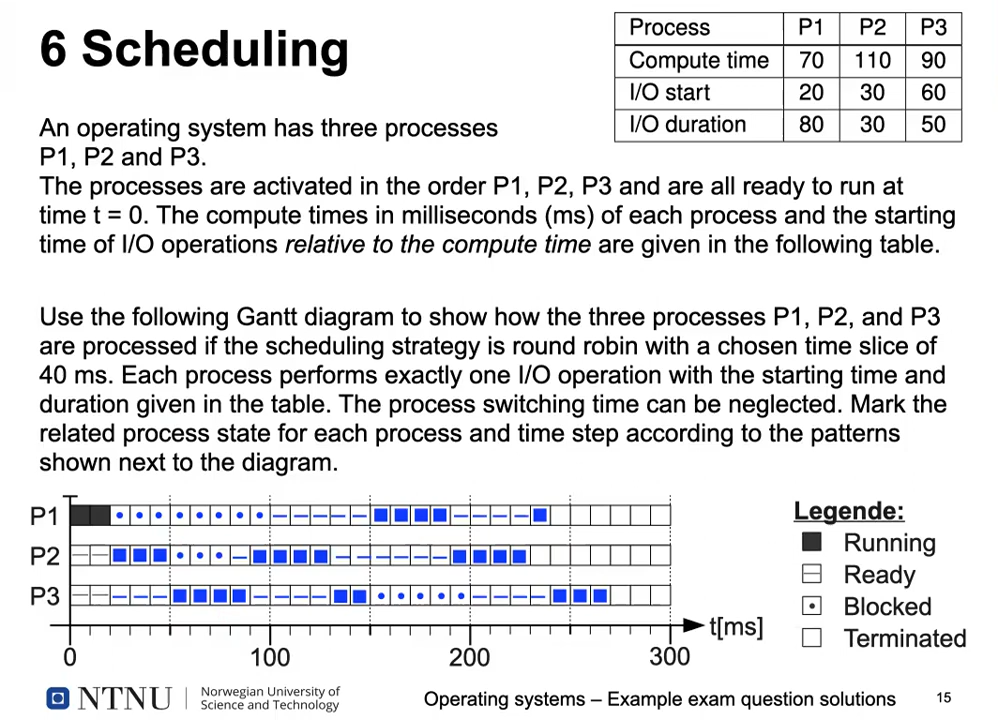 6 Scheduling
Process P1 P2 P3
Compute time 70 110 90
I/O start 20 30 60
I/O duration 80 30 50
An operating system has three processes
P1, P2 and P3.
The processes are activated in the order P1, P2, P3 and are all ready to run at
time t = 0. The compute times in milliseconds (ms) of each process and the starting
time of I/O operations relative to the compute time are given in the following table.
Use the following Gantt diagram to show how the three processes P1, P2, and P3
are processed if the scheduling strategy is round robin with a chosen time slice of
40 ms. Each process performs exactly one I/O operation with the starting time and
duration given in the table. The process switching time can be neglected. Mark the
related process state for each process and time step according to the patterns
shown next to the diagram.
P1
P2
P3
0 100 200 300
t[ms]
Legende:
Running
Ready
Blocked
Terminated
NTNU
Norwegian University of
Science and Technology
Operating systems – Example exam question solutions
15